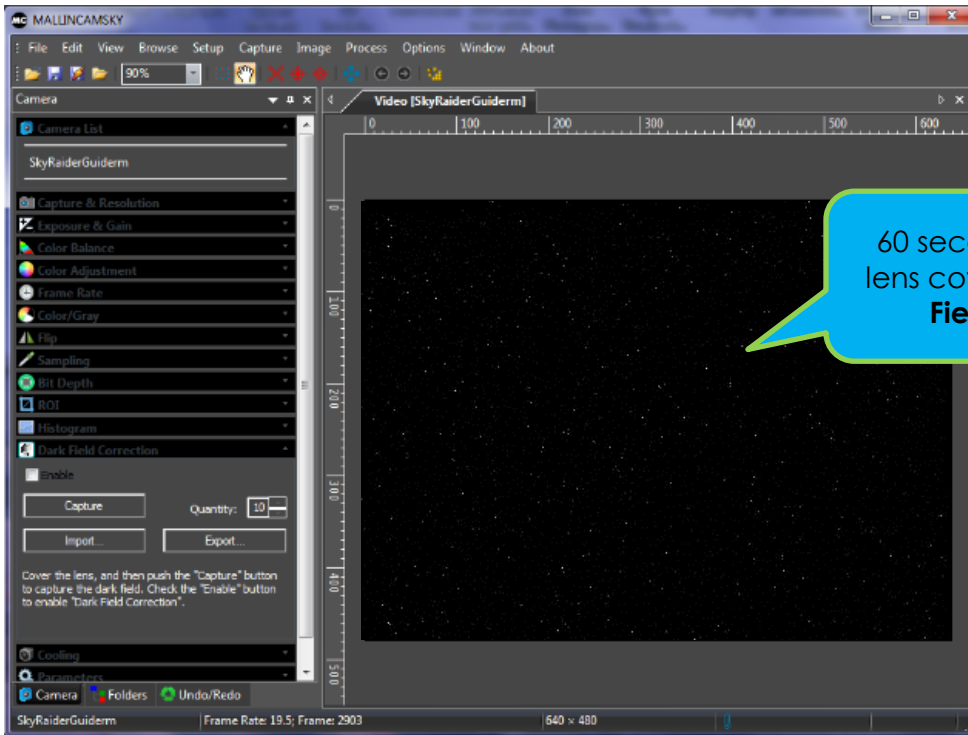 MC MALLINCAMSKY
File Edit View Browse Setup Capture Image Process Options Window About
90%
Camera
Video [SkyRaiderGuiderm]
Camera List
SkyRaiderGuiderm
Capture & Resolution
Exposure & Gain
Color Balance
Color Adjustment
Frame Rate
Color/Gray
Flip
Sampling
Bit Depth
ROI
Histogram
Dark Field Correction
Enable
Capture Quantity: 10
Import... Export...
Cover the lens, and then push the "Capture" button
to capture the dark field. Check the "Enable" button
to enable "Dark Field Correction".
Cooling
Parameters
Camera Folders Undo/Redo
0 100 200 300 400 500 600
0
100
200
300
400
500
60 sec
lens co
Fie
SkyRaiderGuiderm Frame Rate: 19.5; Frame: 2903 640 × 480